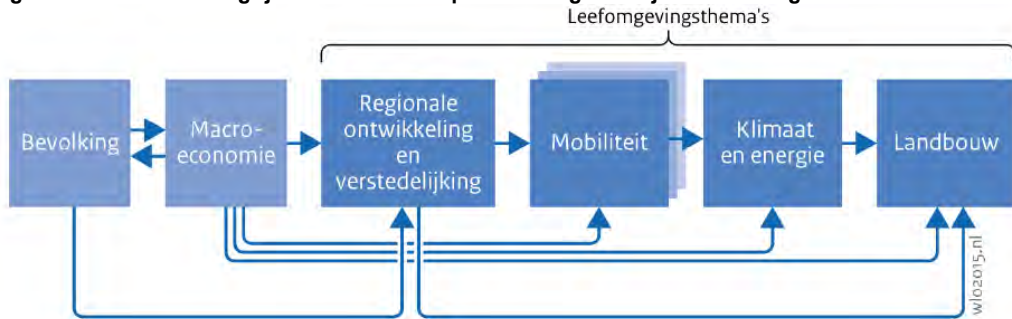 Leefomgevingsthema's
Bevolking
Macro-
economie
Regionale
ontwikkeling
en
verstedelijking
Mobiliteit
Klimaat
en energie
Landbouw
wlo2015.nl